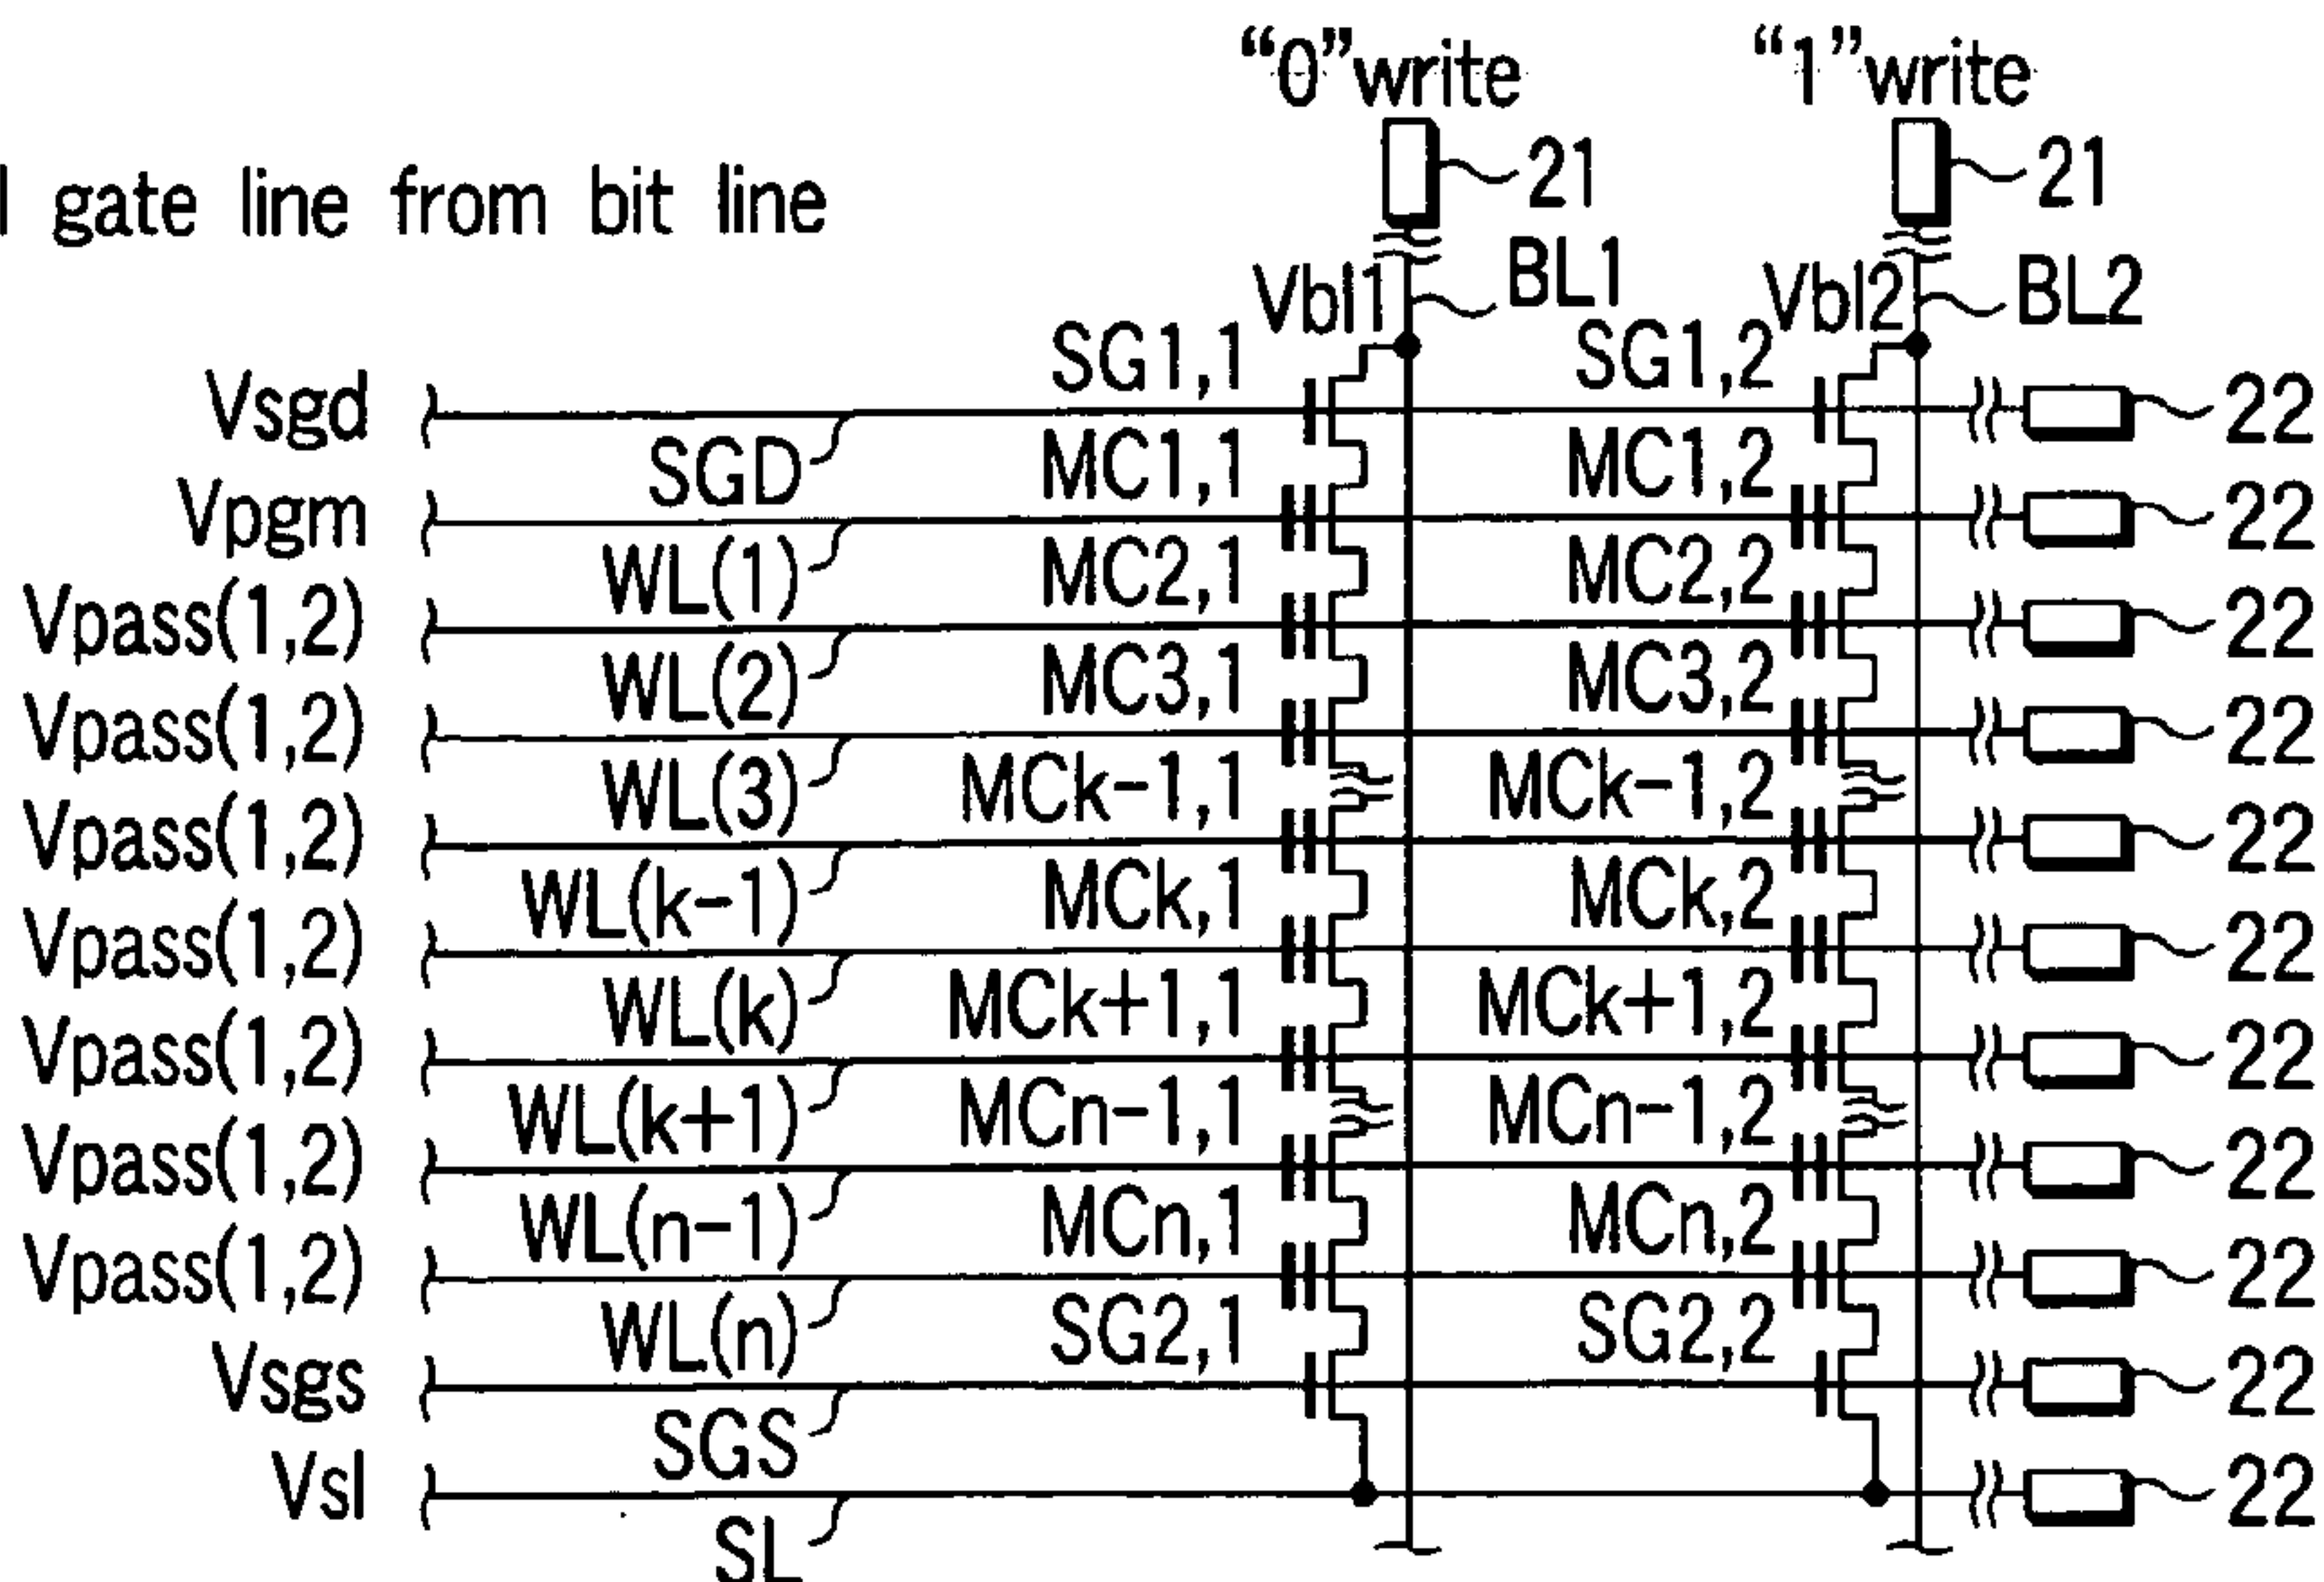 “0”write “1”write
21 21
l gate line from bit line
BL1 BL2
Vbl1 Vbl2
SG1,1 SG1,2
Vsgd 22
SGD MC1,1 MC1,2
Vpgm 22
WL(1) MC2,1 MC2,2
Vpass(1,2) 22
WL(2) MC3,1 MC3,2
Vpass(1,2) 22
WL(3) MCk-1,1 MCk-1,2
Vpass(1,2) 22
WL(k-1) MCk,1 MCk,2
Vpass(1,2) 22
WL(k) MCk+1,1 MCk+1,2
Vpass(1,2) 22
WL(k+1) MCn-1,1 MCn-1,2
Vpass(1,2) 22
WL(n-1) MCn,1 MCn,2
Vpass(1,2) 22
WL(n) SG2,1 SG2,2
Vsgs 22
SGS
Vsl 22
SL